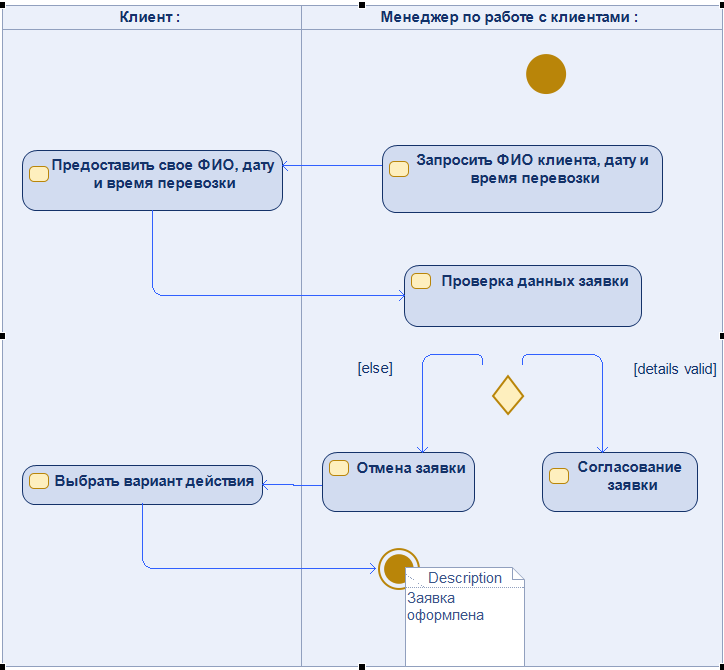 Клиент :
Менеджер по работе с клиентами :
Предоставить свое ФИО, дату
и время перевозки
Запросить ФИО клиента, дату и
время перевозки
Проверка данных заявки
[else]
[details valid]
Выбрать вариант действия
Отмена заявки
Согласование
заявки
Description
Заявка
оформлена